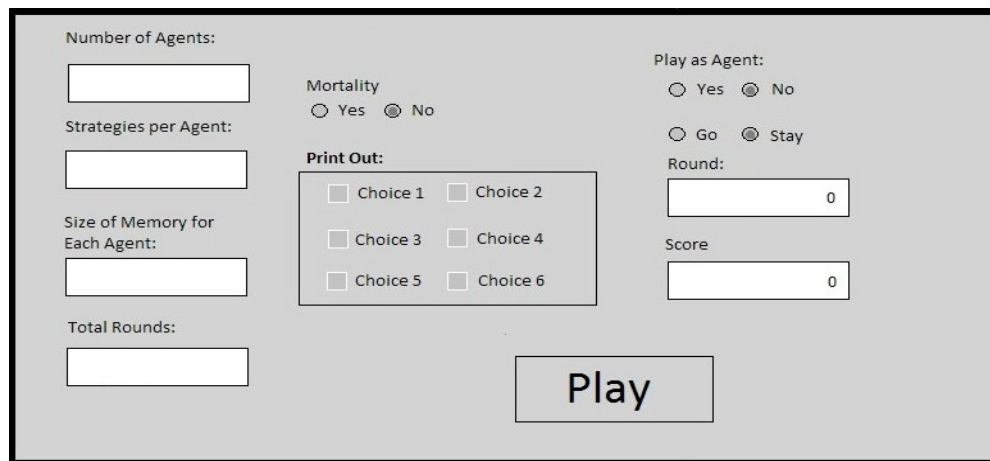 Number of Agents:
Strategies per Agent:
Size of Memory for
Each Agent:
Total Rounds:
Mortality
Yes No
Print Out:
Choice 1 Choice 2
Choice 3 Choice 4
Choice 5 Choice 6
Play as Agent:
Yes No
Go Stay
Round:
0
Score
0
Play